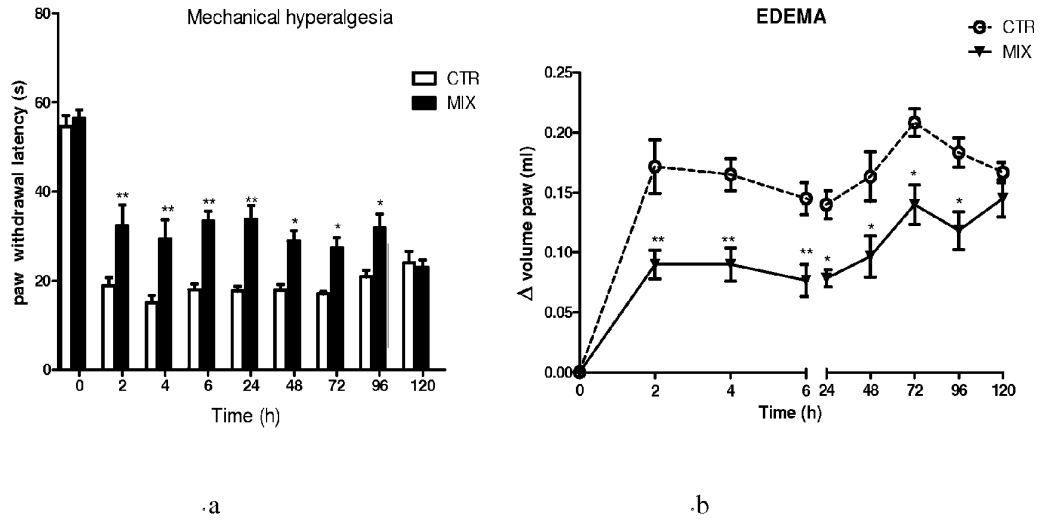 Mechanical hyperalgesia
CTR
MIX
paw withdrawal latency (s)
80
60
40
20
0
** ** ** ** * * *
0 2 4 6 24 48 72 96 120
Time (h)
.a
EDEMA
CTR
MIX
Δ volume paw (ml)
0.25
0.20
0.15
0.10
0.05
0.00
** ** ** * * * *
0 2 4 6 24 48 72 96 120
Time (h)
.b